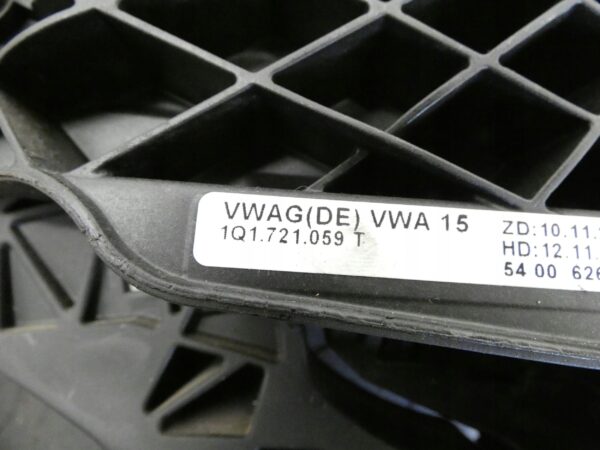 VWAG(DE) VWA 15
1Q1.721.059 T
ZD:10.11.
HD:12.11.
54 00 626